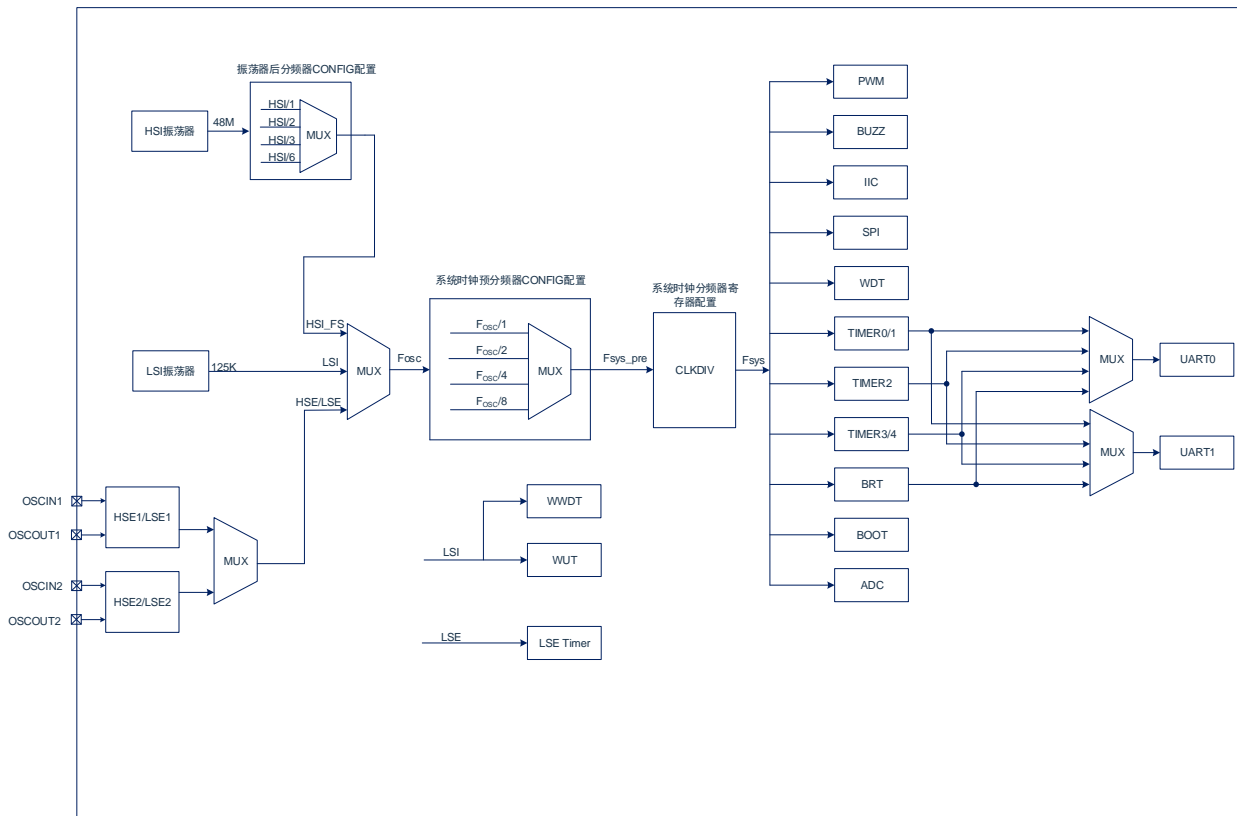 振荡器后分频器CONFIG配置
HSI振荡器
48M
HSI/1
HSI/2
HSI/3
HSI/6
MUX
HSI_FS
LSI振荡器
125K
LSI
HSE/LSE
MUX
Fosc
系统时钟预分频器CONFIG配置
FOSC/1
FOSC/2
FOSC/4
FOSC/8
MUX
Fsys_pre
系统时钟分频器寄
存器配置
CLKDIV
Fsys
PWM
BUZZ
IIC
SPI
WDT
TIMER0/1
TIMER2
TIMER3/4
BRT
BOOT
ADC
MUX
UART0
MUX
UART1
OSCIN1
OSCOUT1
HSE1/LSE1
OSCIN2
OSCOUT2
HSE2/LSE2
MUX
LSI
WWDT
WUT
LSE
LSE Timer